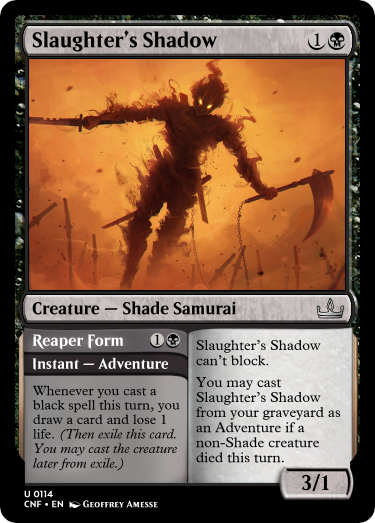 Slaughter's Shadow 1
Creature — Shade Samurai
Reaper Form 1
Instant — Adventure
Whenever you cast a
black spell this turn, you
draw a card and lose 1
life. (Then exile this card.
You may cast the creature
later from exile.)
Slaughter's Shadow
can't block.
You may cast
Slaughter's Shadow
from your graveyard as
an Adventure if a
non-Shade creature
died this turn.
3/1
U 0114
CNF • EN Geoffrey Amesse